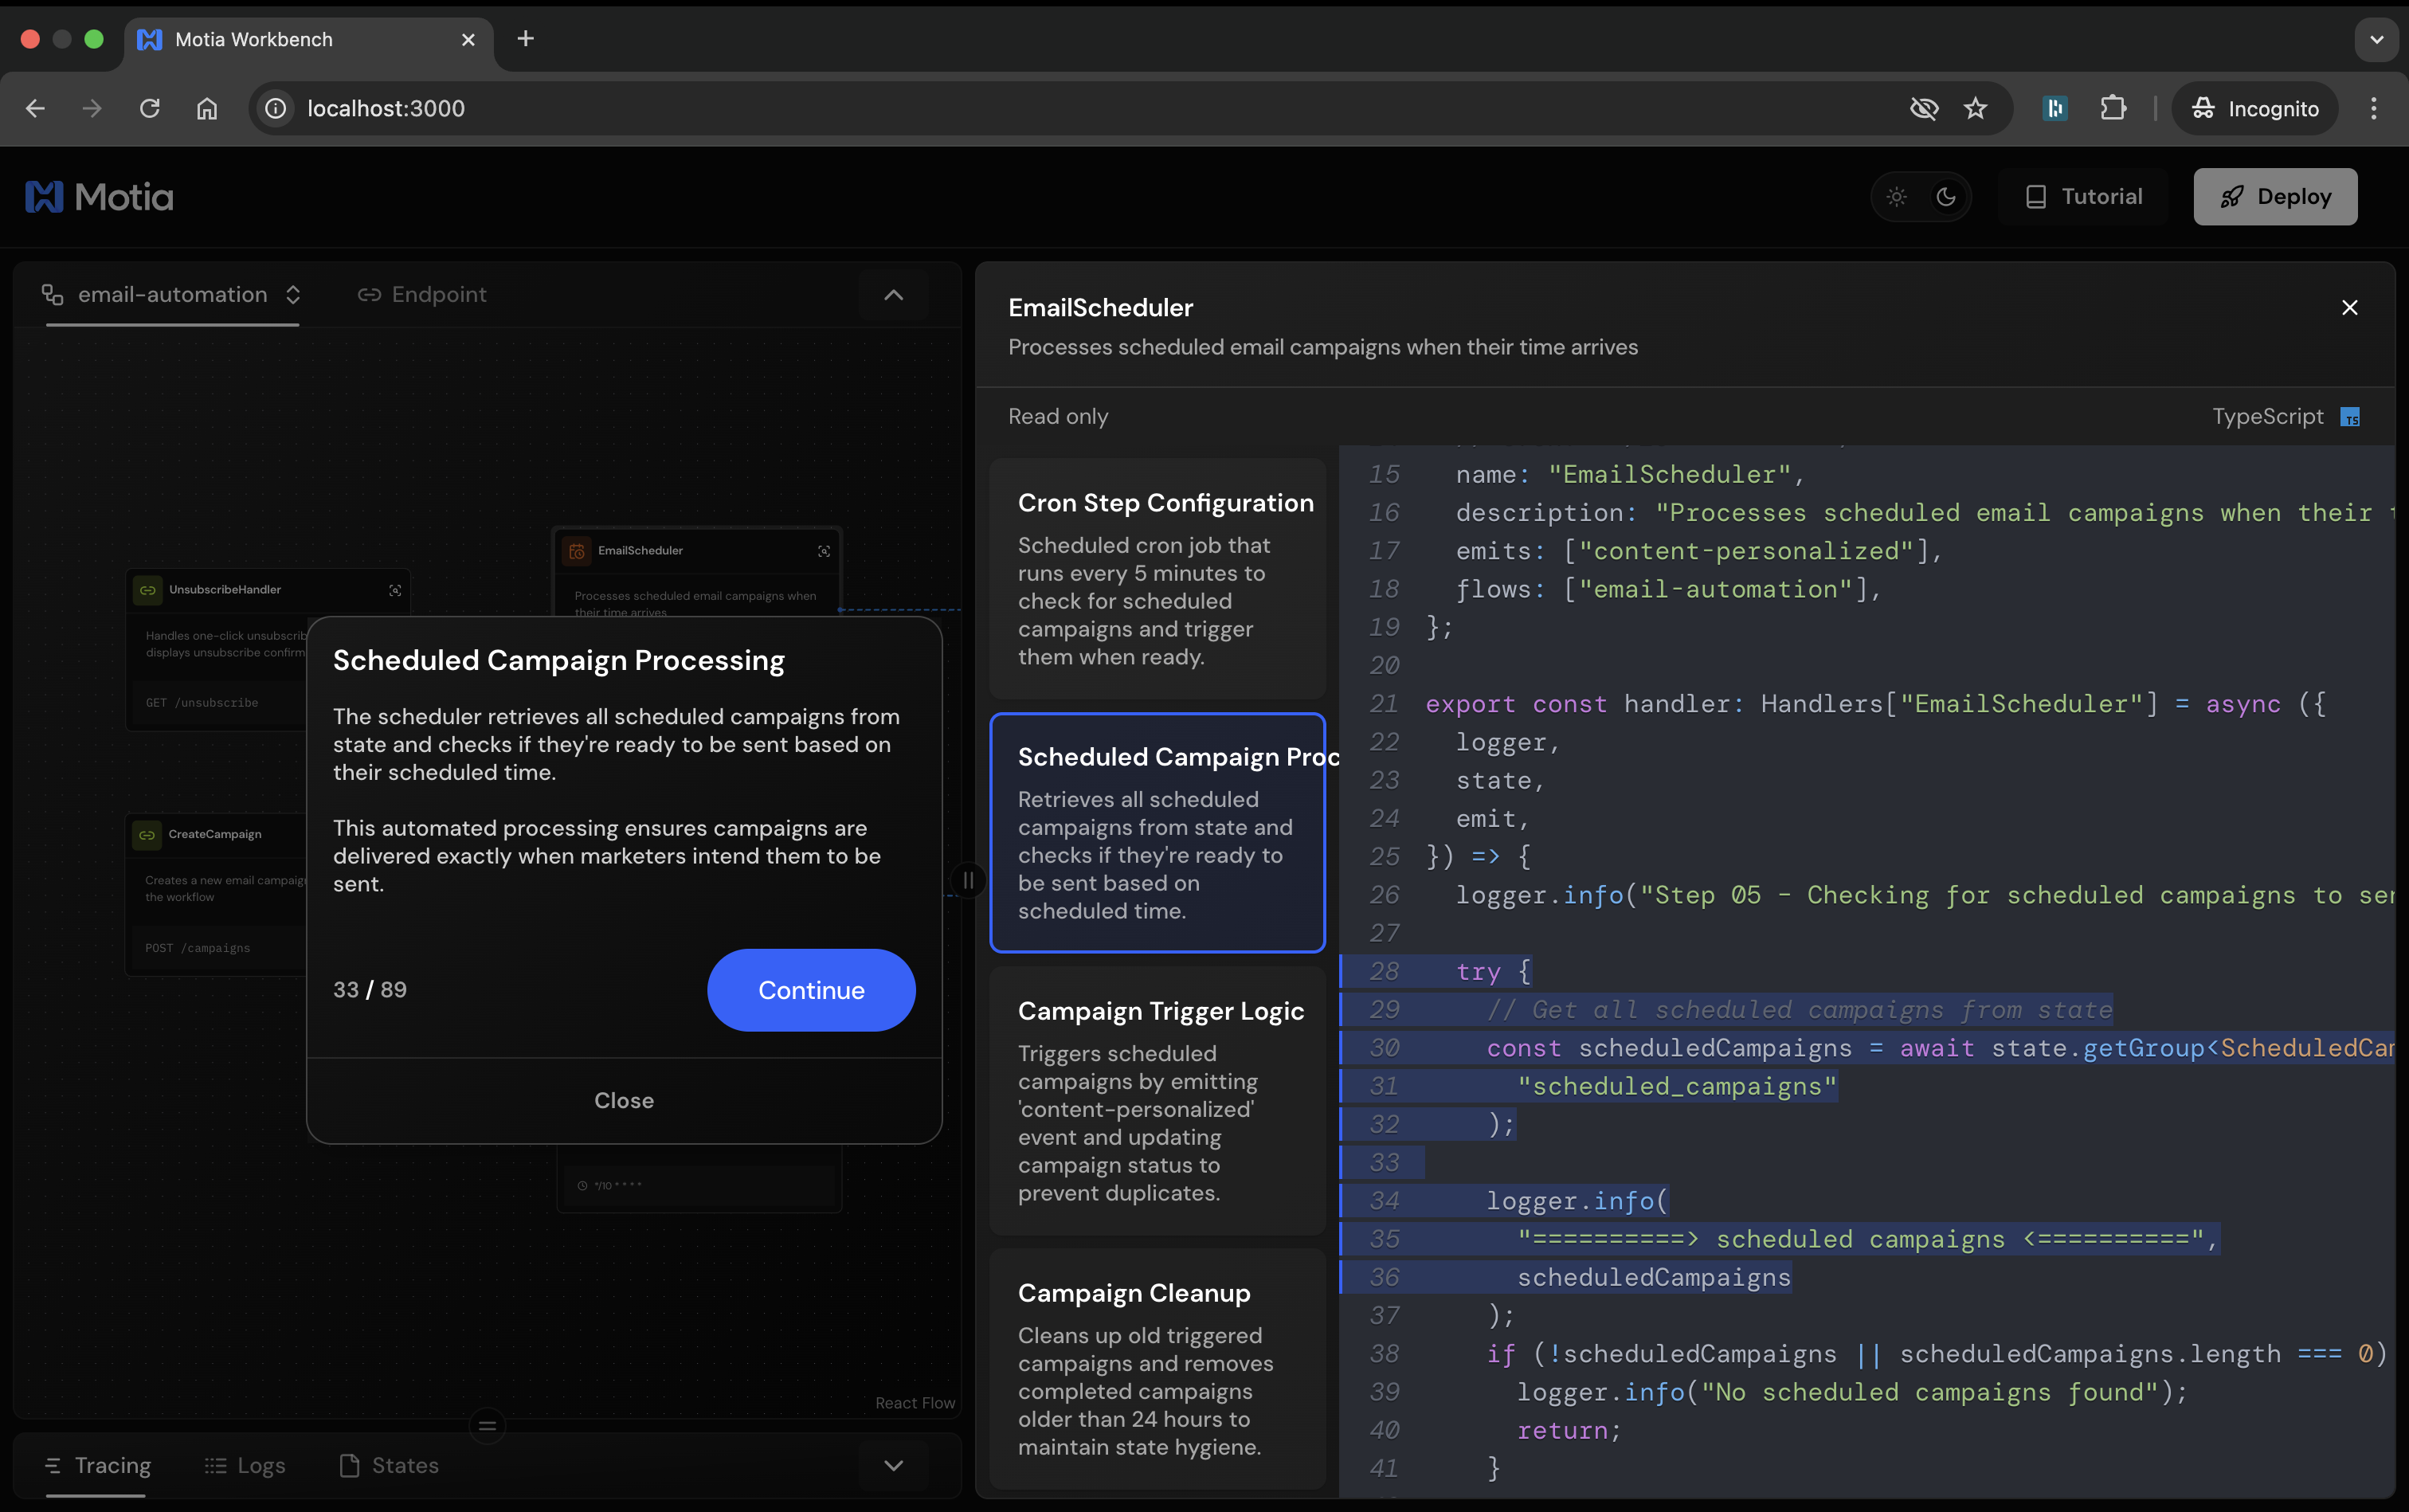 Motia Workbench
localhost:3000
Incognito
Motia
Tutorial
Deploy
email-automation
Endpoint
UnsubscribeHandler
Handles one-click unsubscrib
displays unsubscribe confirm
GET /unsubscribe
CreateCampaign
Creates a new email campaign
the workflow
POST /campaigns
EmailScheduler
Processes scheduled email campaigns when
their time arrives
Scheduled Campaign Processing
The scheduler retrieves all scheduled campaigns from
state and checks if they're ready to be sent based on
their scheduled time.
This automated processing ensures campaigns are
delivered exactly when marketers intend them to be
sent.
33 / 89
Continue
Close
*/10 * * * *
React Flow
Tracing
Logs
States
EmailScheduler
Processes scheduled email campaigns when their time arrives
Read only
TypeScript
TS
Cron Step Configuration
Scheduled cron job that
runs every 5 minutes to
check for scheduled
campaigns and trigger
them when ready.
Scheduled Campaign Proc
Retrieves all scheduled
campaigns from state and
checks if they're ready to
be sent based on
scheduled time.
Campaign Trigger Logic
Triggers scheduled
campaigns by emitting
'content-personalized'
event and updating
campaign status to
prevent duplicates.
Campaign Cleanup
Cleans up old triggered
campaigns and removes
completed campaigns
older than 24 hours to
maintain state hygiene.
15 name: "EmailScheduler",
16 description: "Processes scheduled email campaigns when their
17 emits: ["content-personalized"],
18 flows: ["email-automation"],
19 };
20
21 export const handler: Handlers["EmailScheduler"] = async ({
22 logger,
23 state,
24 emit,
25 }) => {
26 logger.info("Step 05 - Checking for scheduled campaigns to sen
27
28 try {
29 // Get all scheduled campaigns from state
30 const scheduledCampaigns = await state.getGroup<ScheduledCam
31 "scheduled_campaigns"
32 );
33
34 logger.info(
35 "==========> scheduled campaigns <==========",
36 scheduledCampaigns
37 );
38 if (!scheduledCampaigns || scheduledCampaigns.length === 0)
39 logger.info("No scheduled campaigns found");
40 return;
41 }